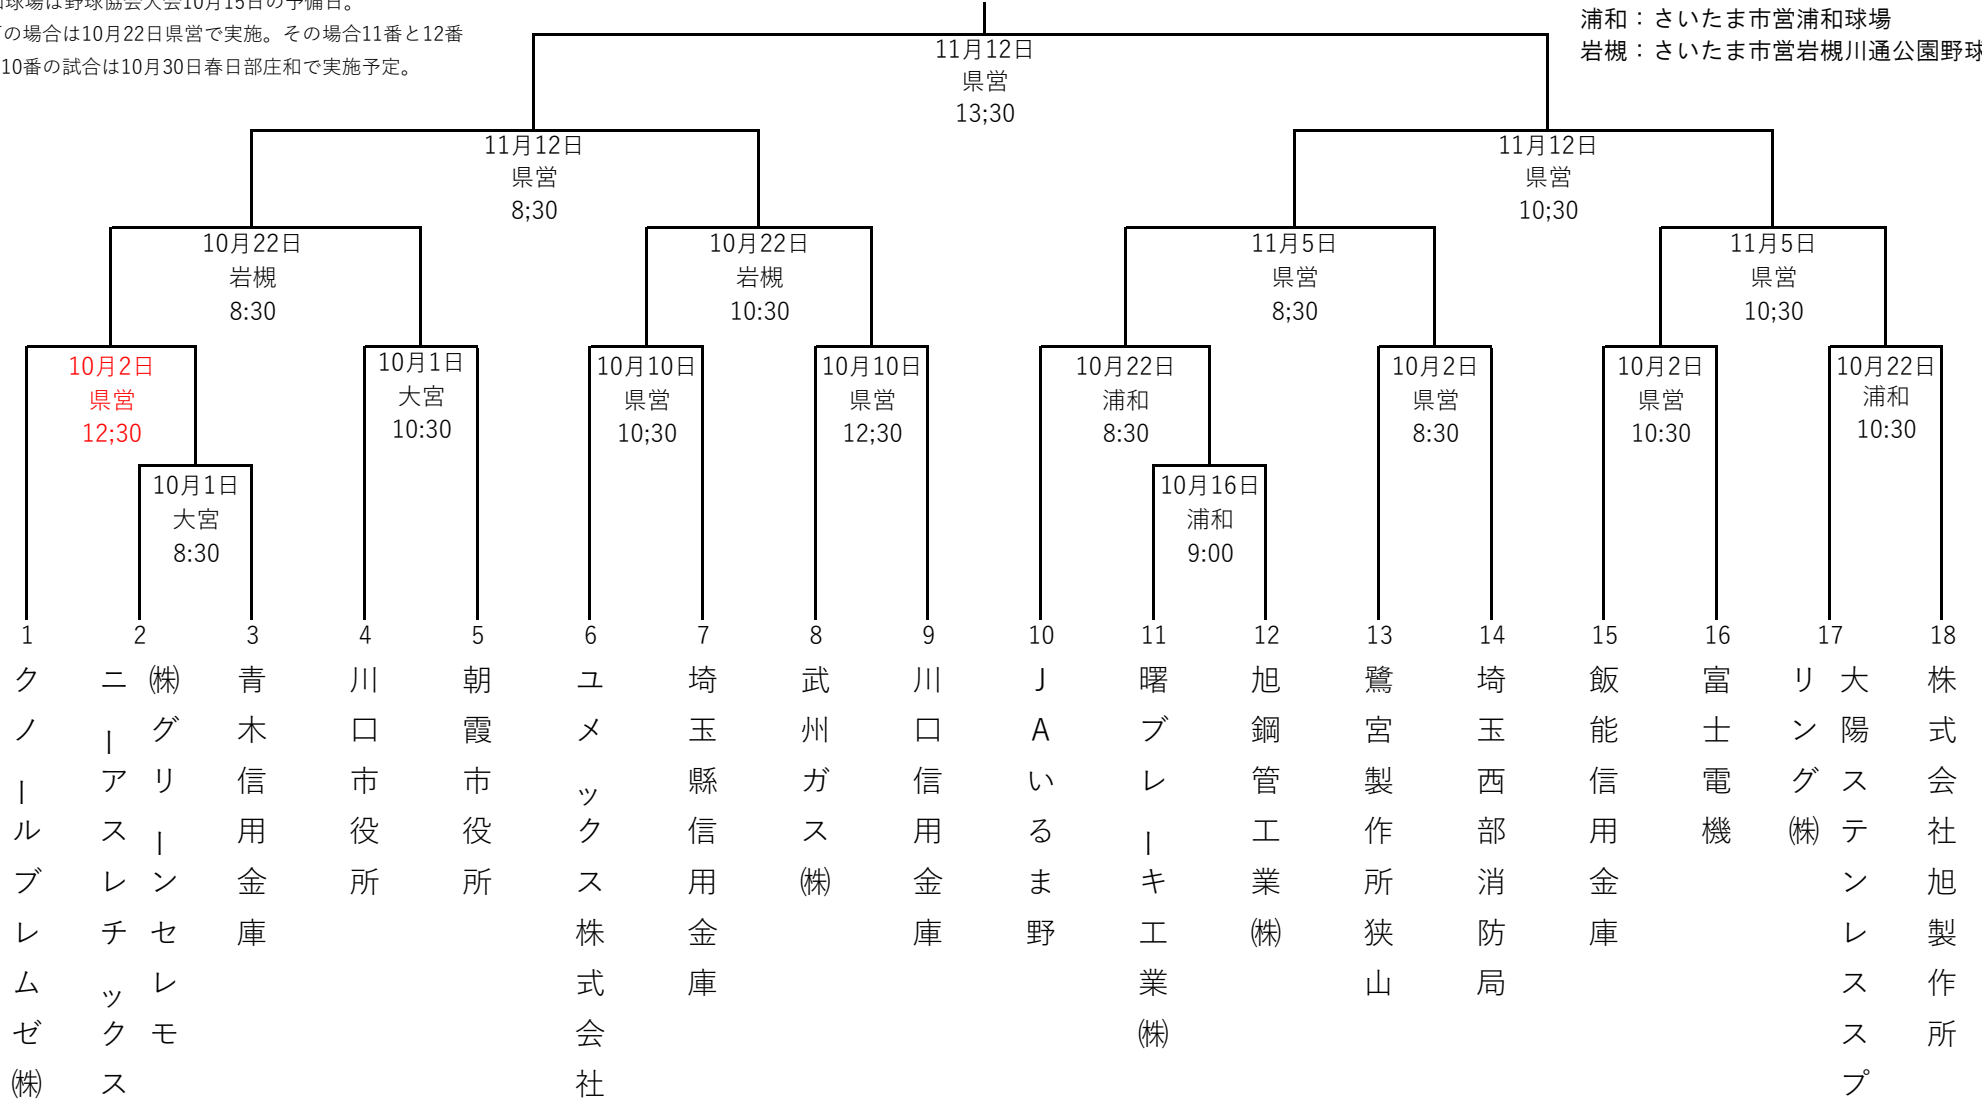 球場は野球協会大会10月15日の予備日。
の場合は10月22日県営で実施。その場合11番と12番
10番の試合は10月30日春日部庄和で実施予定。
浦和：さいたま市営浦和球場
岩槻：さいたま市営岩槻川通公園野球
11月12日
県営
13;30
11月12日
県営
8;30
11月12日
県営
10;30
10月22日
岩槻
8:30
10月22日
岩槻
10:30
11月5日
県営
8;30
11月5日
県営
10;30
10月2日
県営
12;30
10月1日
大宮
10:30
10月10日
県営
10;30
10月10日
県営
12;30
10月22日
浦和
8:30
10月2日
県営
8:30
10月2日
県営
10:30
10月22日
浦和
10:30
10月1日
大宮
8:30
10月16日
浦和
9:00
1
2
3
4
5
6
7
8
9
10
11
12
13
14
15
16
17
18
クノールブレムゼ㈱
㈱グリーンセレモ
ニーアスレチックス
青木信用金庫
川口市役所
朝霞市役所
ユメックス株式会社
埼玉縣信用金庫
武州ガス㈱
川口信用金庫
JAいるま野
曙ブレーキ工業㈱
旭鋼管工業㈱
鷺宮製作所狭山
埼玉西部消防局
飯能信用金庫
富士電機
大陽ステンレススプ
リング㈱
株式会社旭製作所